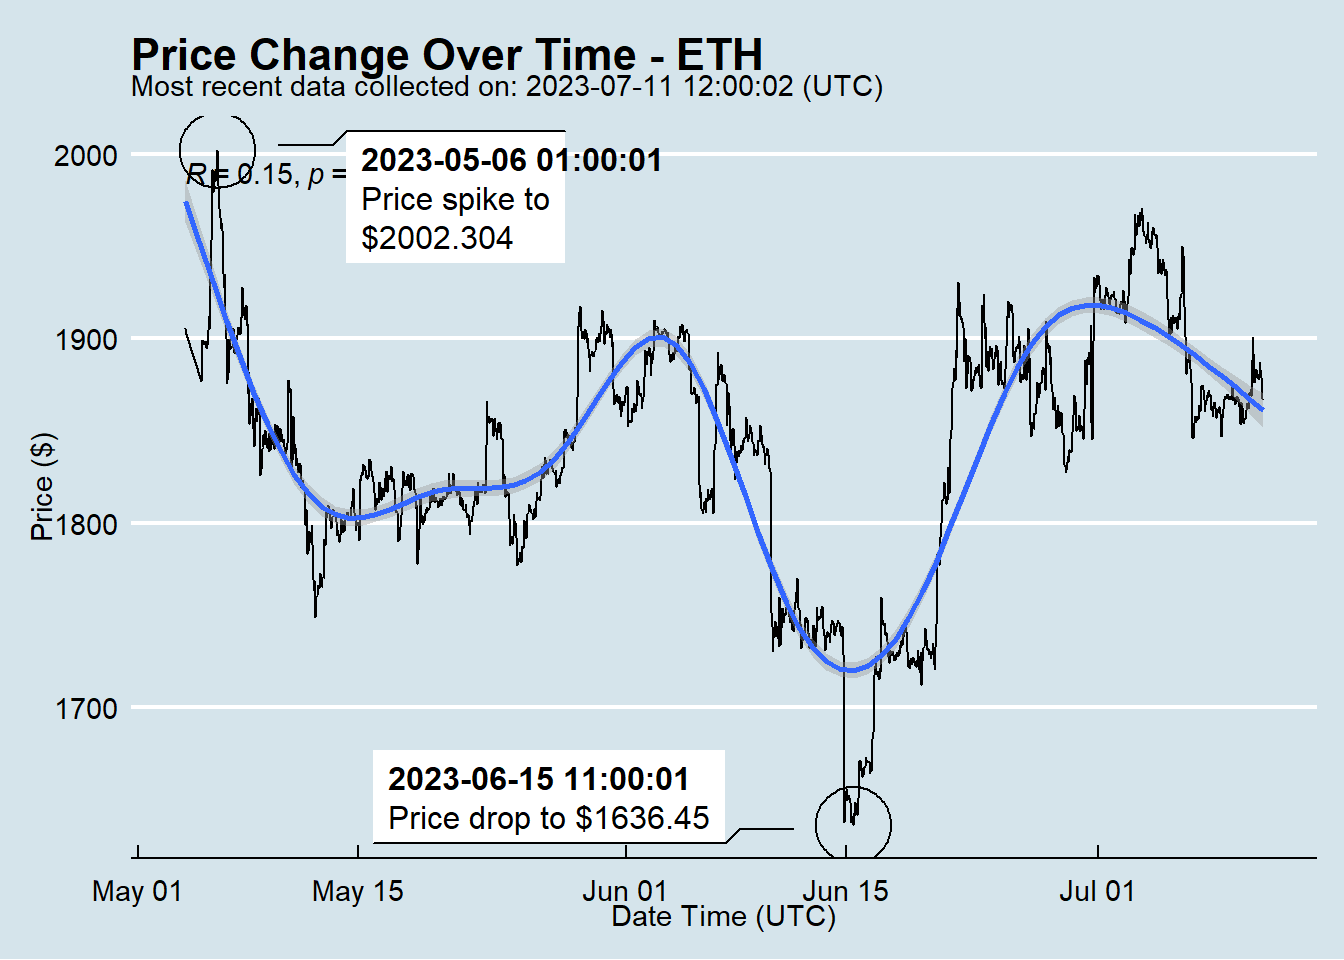 Price Change Over Time - ETH
Most recent data collected on: 2023-07-11 12:00:02 (UTC)
2000
R = 0.15, p =
2023-05-06 01:00:01
Price spike to
$2002.304
1900
Price ($)
1800
1700
2023-06-15 11:00:01
Price drop to $1636.45
May 01
May 15
Jun 01
Jun 15
Jul 01
Date Time (UTC)